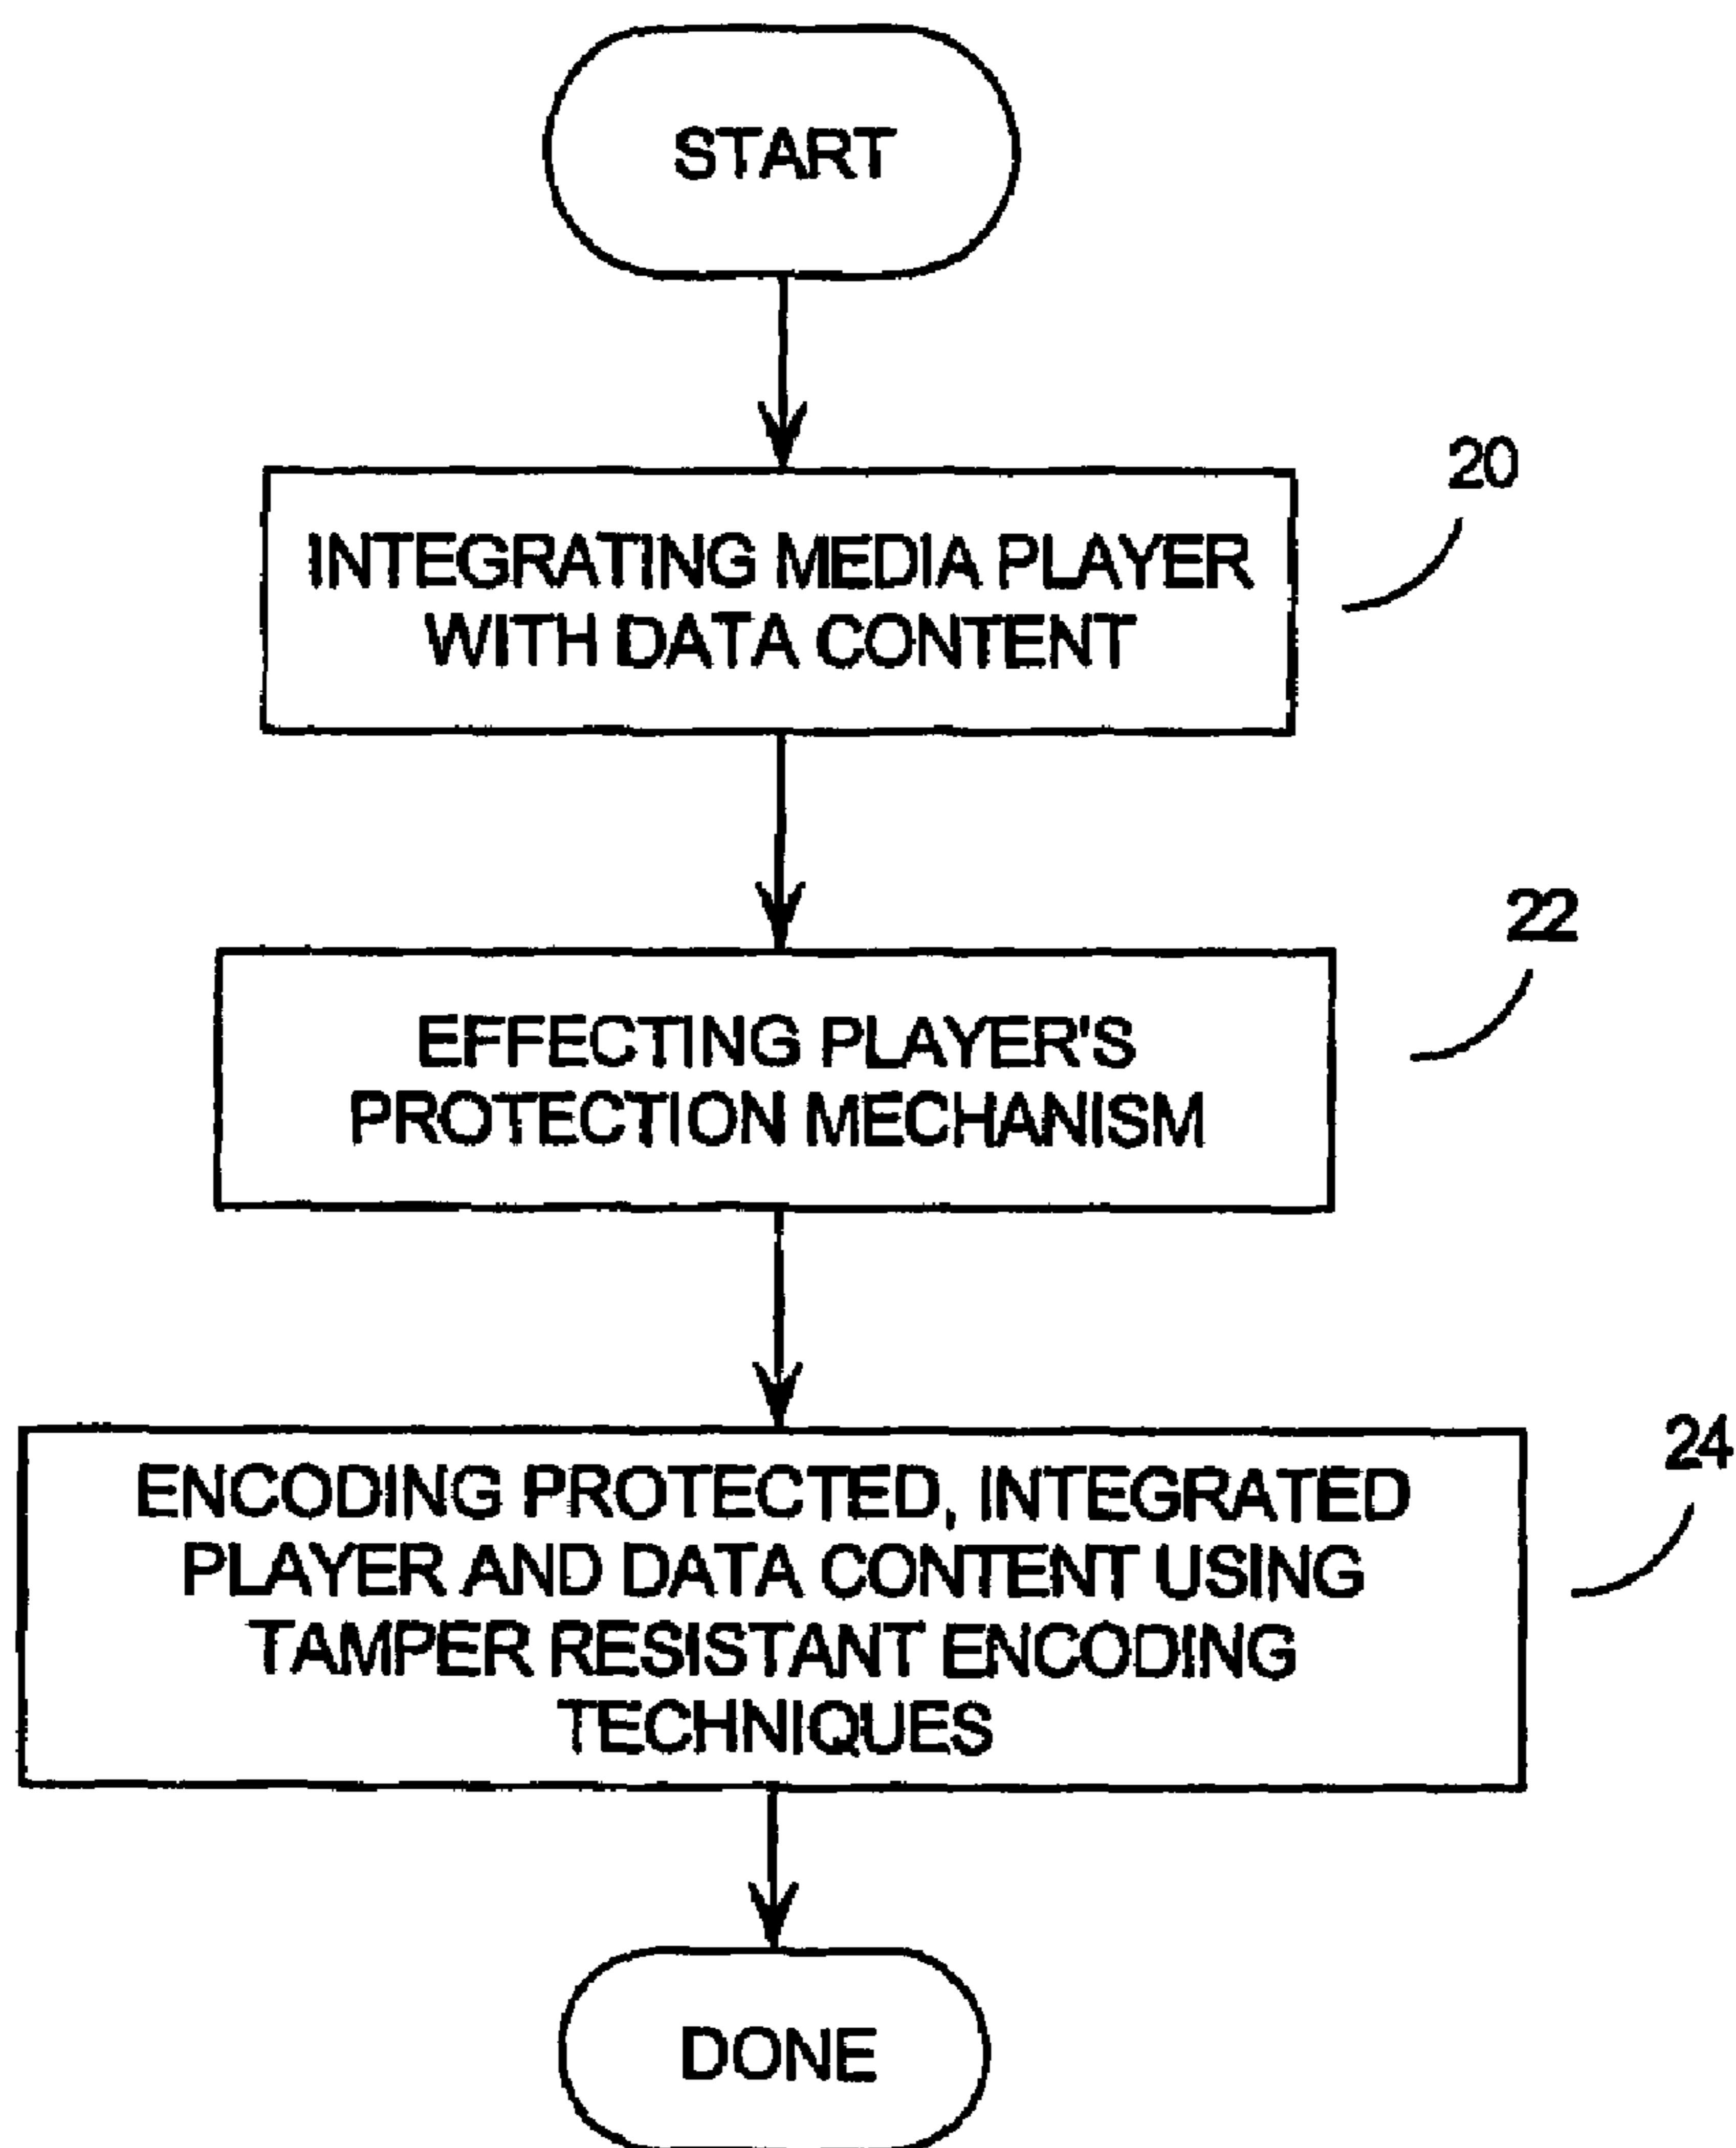 START
20
INTEGRATING MEDIA PLAYER
WITH DATA CONTENT
22
EFFECTING PLAYER'S
PROTECTION MECHANISM
24
ENCODING PROTECTED, INTEGRATED
PLAYER AND DATA CONTENT USING
TAMPER RESISTANT ENCODING
TECHNIQUES
DONE